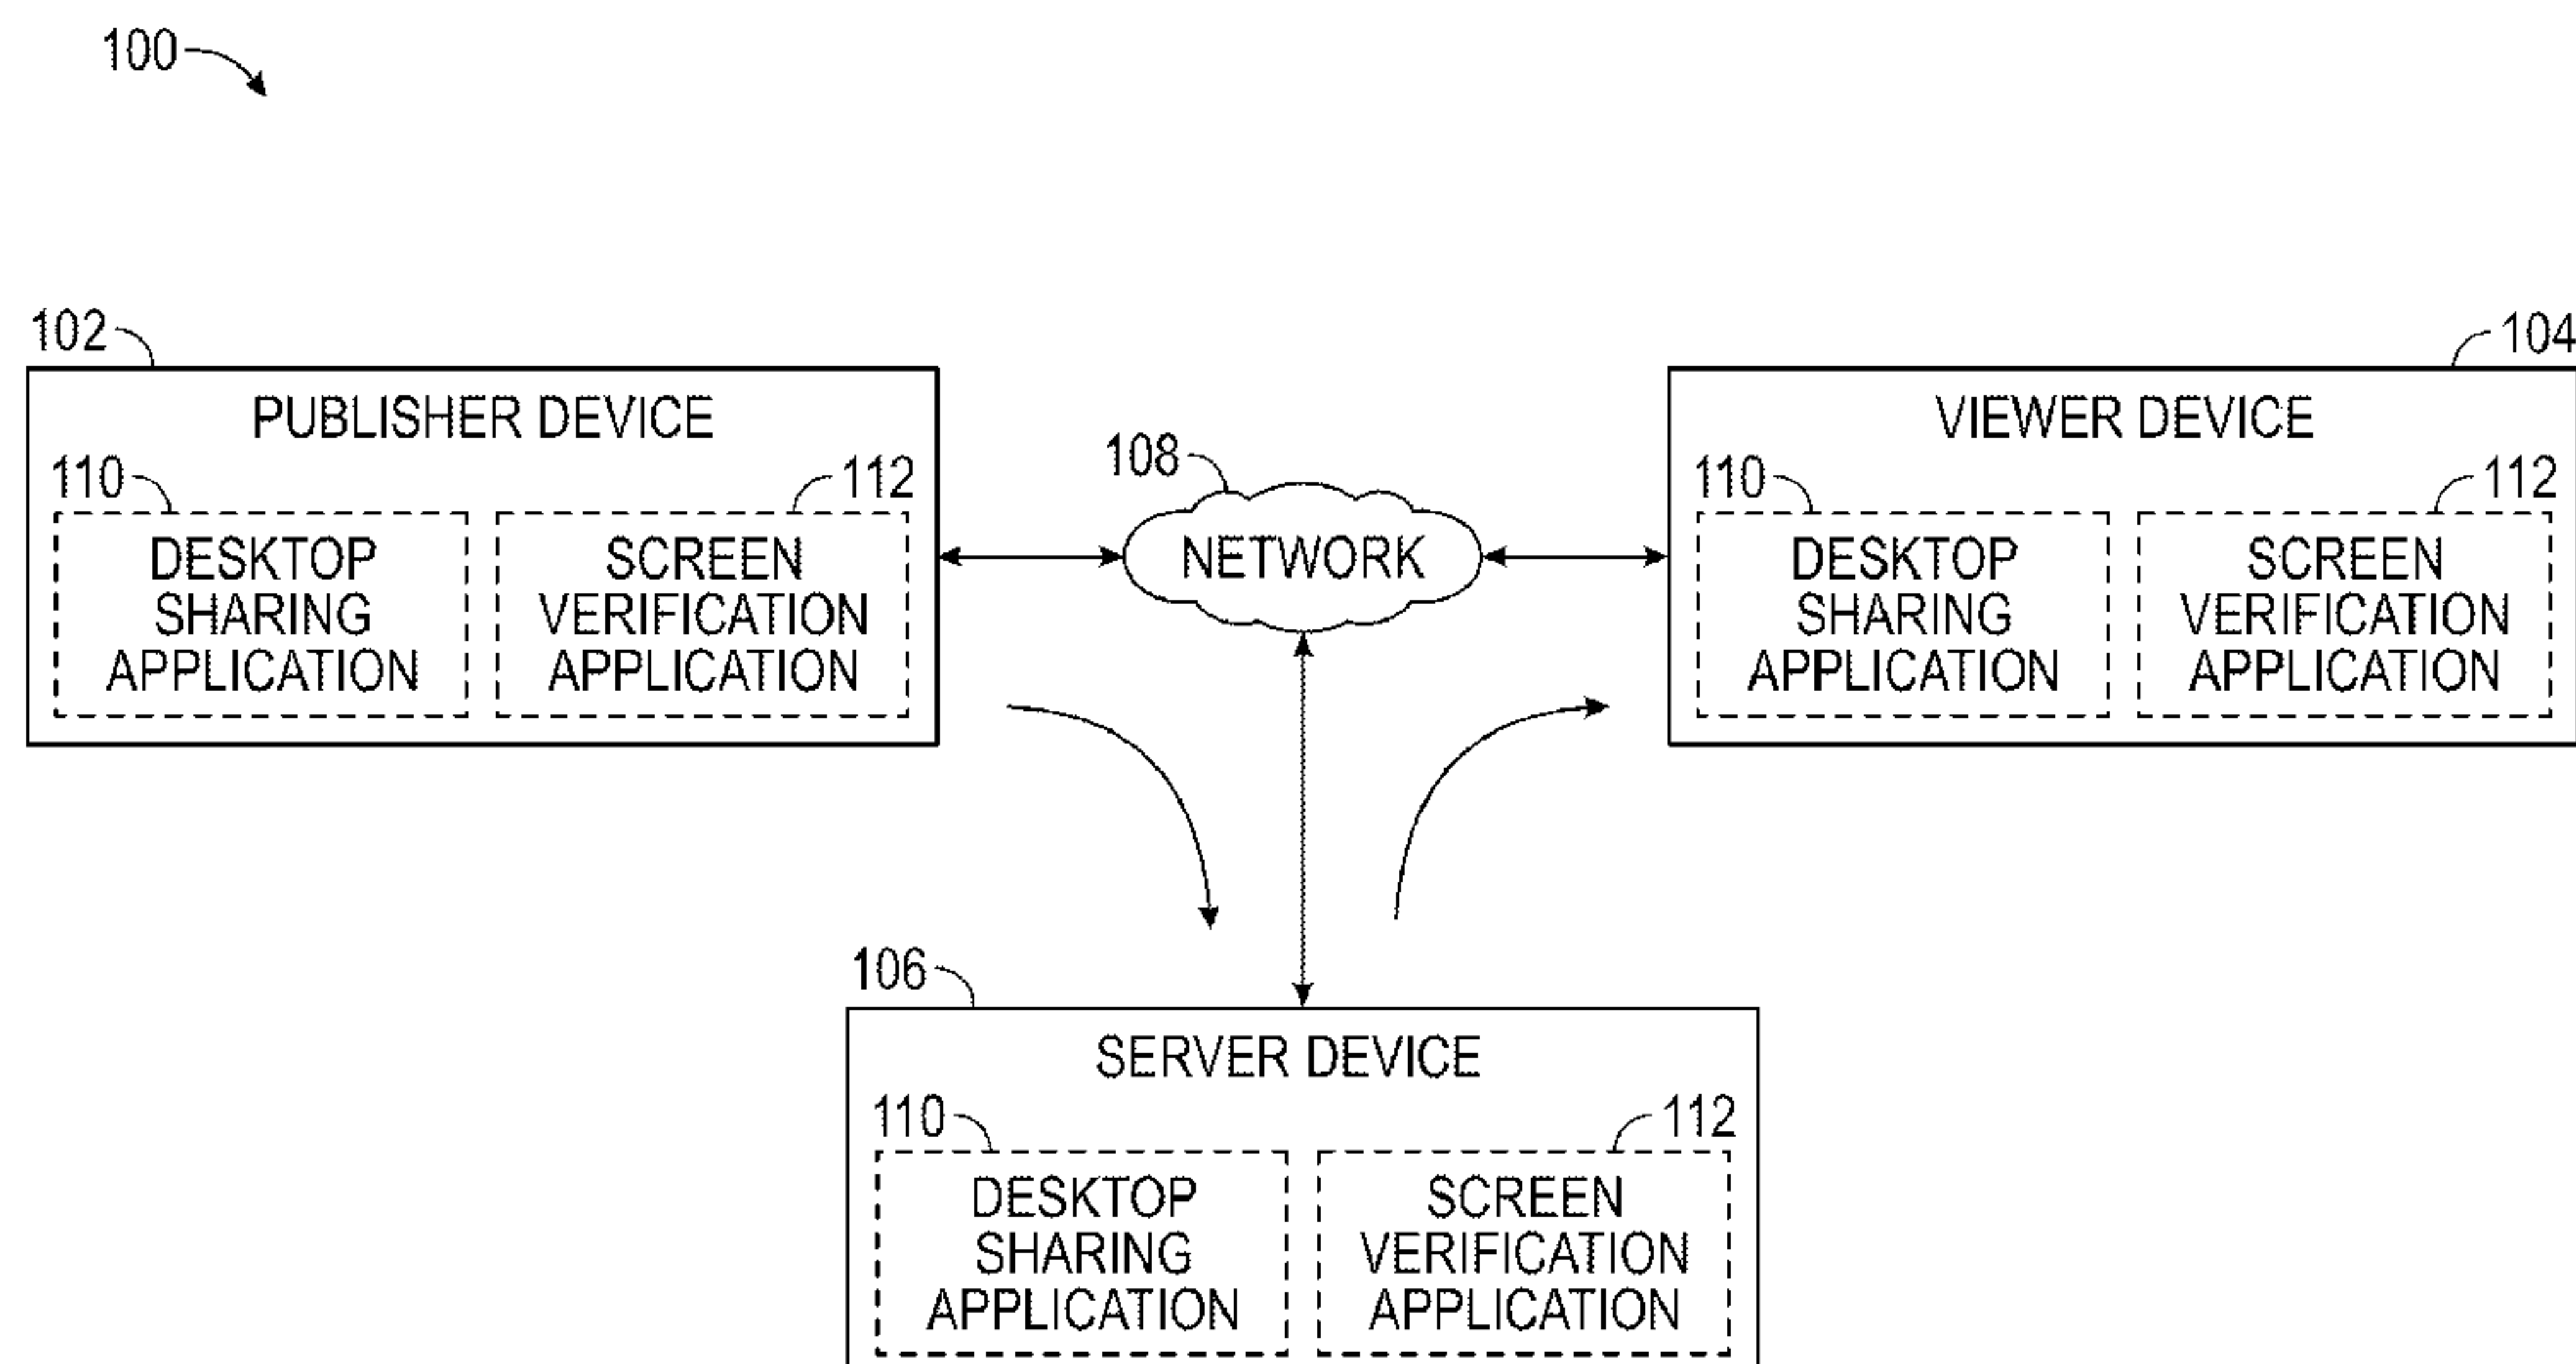 100
102
PUBLISHER DEVICE
110
112
DESKTOP
SHARING
APPLICATION
SCREEN
VERIFICATION
APPLICATION
108
NETWORK
104
VIEWER DEVICE
110
112
DESKTOP
SHARING
APPLICATION
SCREEN
VERIFICATION
APPLICATION
106
SERVER DEVICE
110
112
DESKTOP
SHARING
APPLICATION
SCREEN
VERIFICATION
APPLICATION